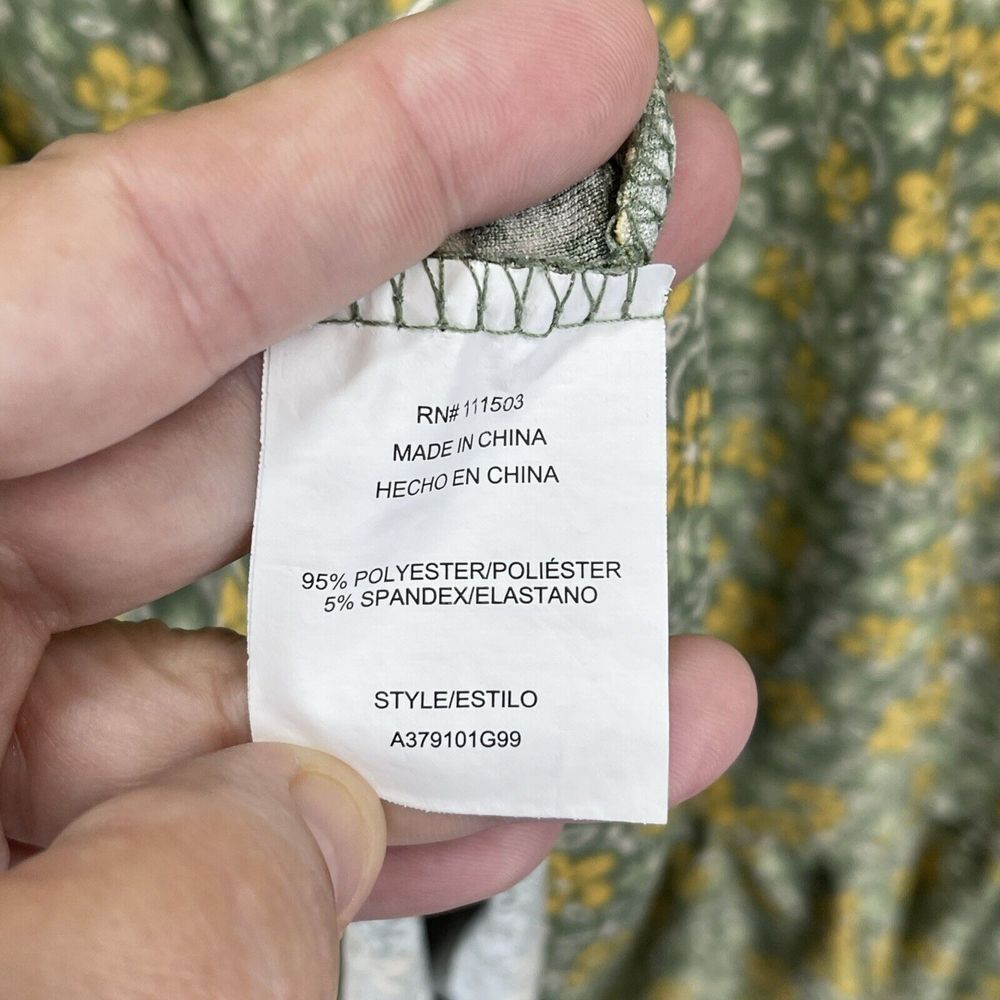 RN# 111503
MADE IN CHINA
HECHO EN CHINA
95% POLYESTER/POLIÉSTER
5% SPANDEX/ELASTANO
STYLE/ESTILO
A379101G99